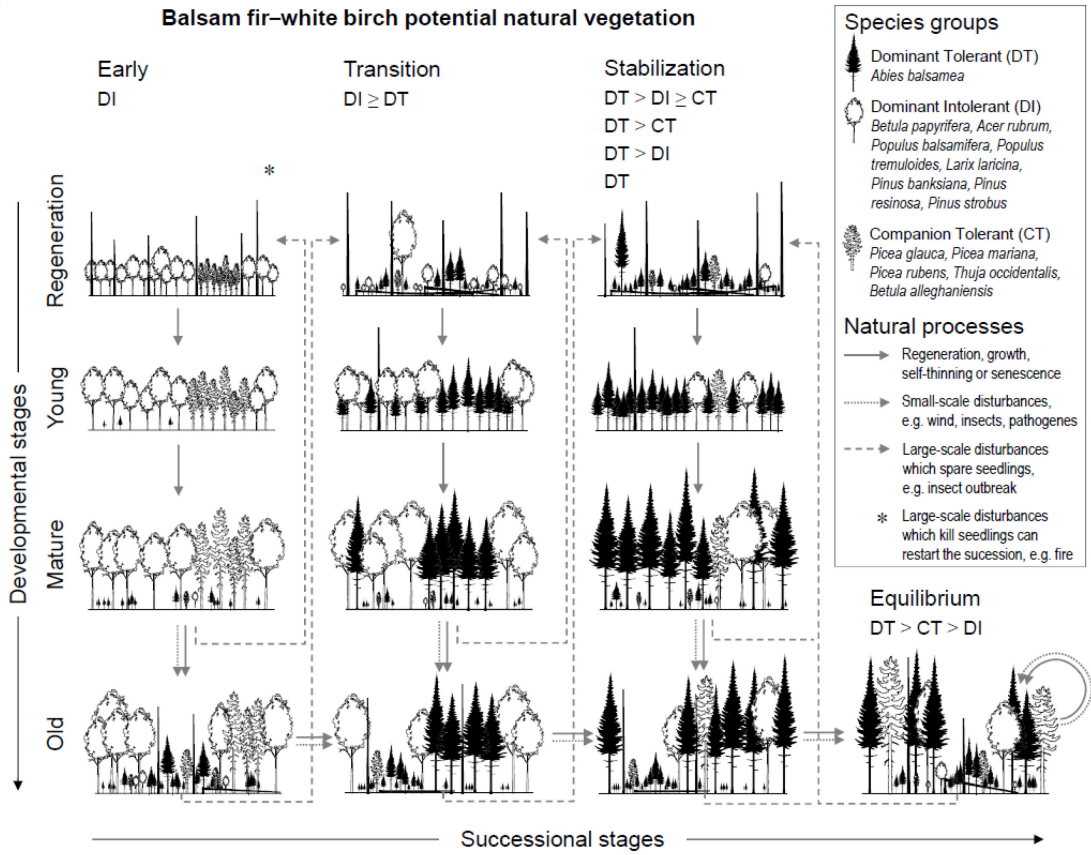 Balsam fir–white birch potential natural vegetation
Early
DI
Transition
DI ≥ DT
Stabilization
DT > DI ≥ CT
DT > CT
DT > DI
DT
*
Developmental stages
Regeneration
Young
Mature
Old
Equilibrium
DT > CT > DI
Successional stages
Species groups
Dominant Tolerant (DT)
Abies balsamea
Dominant Intolerant (DI)
Betula papyrifera, Acer rubrum,
Populus balsamifera, Populus
tremuloides, Larix laricina,
Pinus banksiana, Pinus
resinosa, Pinus strobus
Companion Tolerant (CT)
Picea glauca, Picea mariana,
Picea rubens, Thuja occidentalis,
Betula alleghaniensis
Natural processes
Regeneration, growth,
self-thinning or senescence
Small-scale disturbances,
e.g. wind, insects, pathogenes
Large-scale disturbances
which spare seedlings,
e.g. insect outbreak
* Large-scale disturbances
which kill seedlings can
restart the sucession, e.g. fire